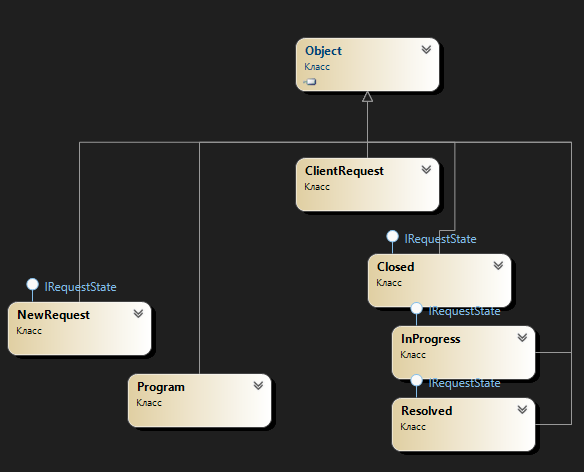 Object
Класс
ClientRequest
Класс
IRequestState
Closed
Класс
IRequestState
NewRequest
Класс
IRequestState
InProgress
Класс
Program
Класс
IRequestState
Resolved
Класс